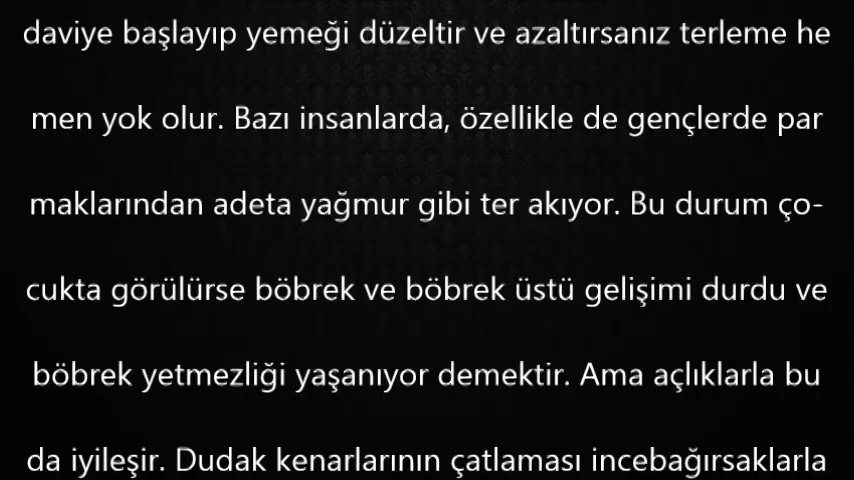 daviye başlayıp yemeği düzeltir ve azaltırsanız terleme he
men yok olur. Bazı insanlarda, özellikle de gençlerde par
maklarından adeta yağmur gibi ter akıyor. Bu durum ço-
cukta görülürse böbrek ve böbrek üstü gelişimi durdu ve
böbrek yetmezliği yaşanıyor demektir. Ama açlıklarla bu
da iyileşir. Dudak kenarlarının çatlaması incebağırsaklarla